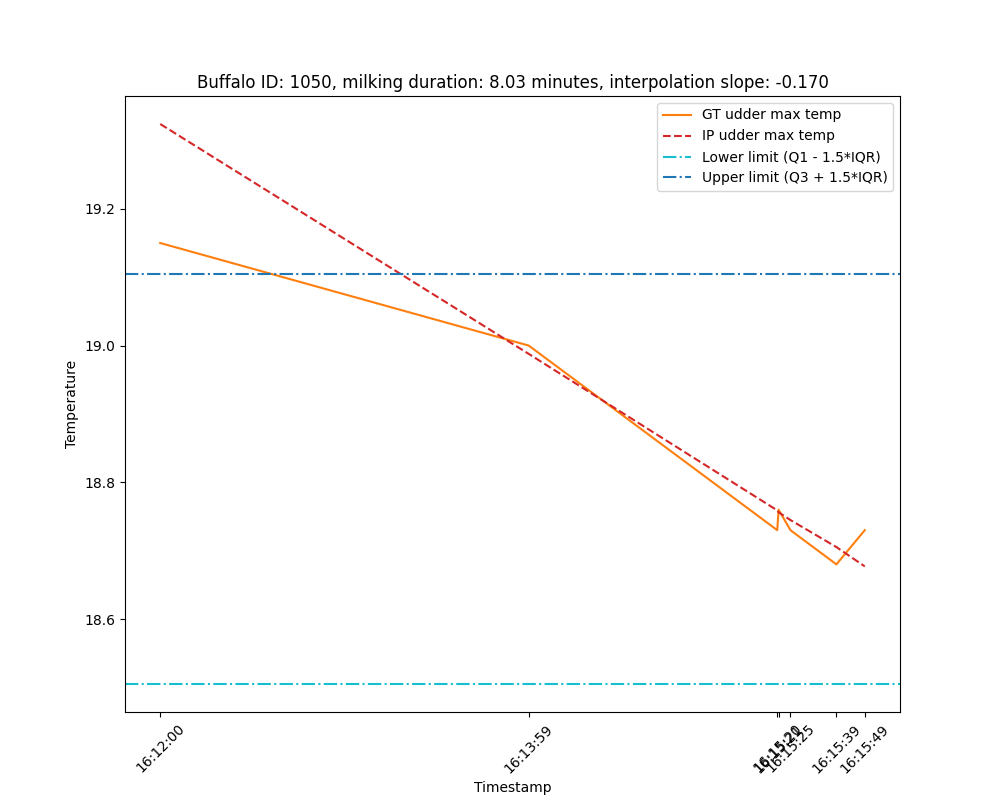 Buffalo ID: 1050, milking duration: 8.03 minutes, interpolation slope: -0.170
GT udder max temp
IP udder max temp
Lower limit (Q1 - 1.5*IQR)
Upper limit (Q3 + 1.5*IQR)
19.2
19.0
18.8
18.6
Temperature
16:12:00
16:13:59
16:15:25
16:15:39
16:15:49
Timestamp